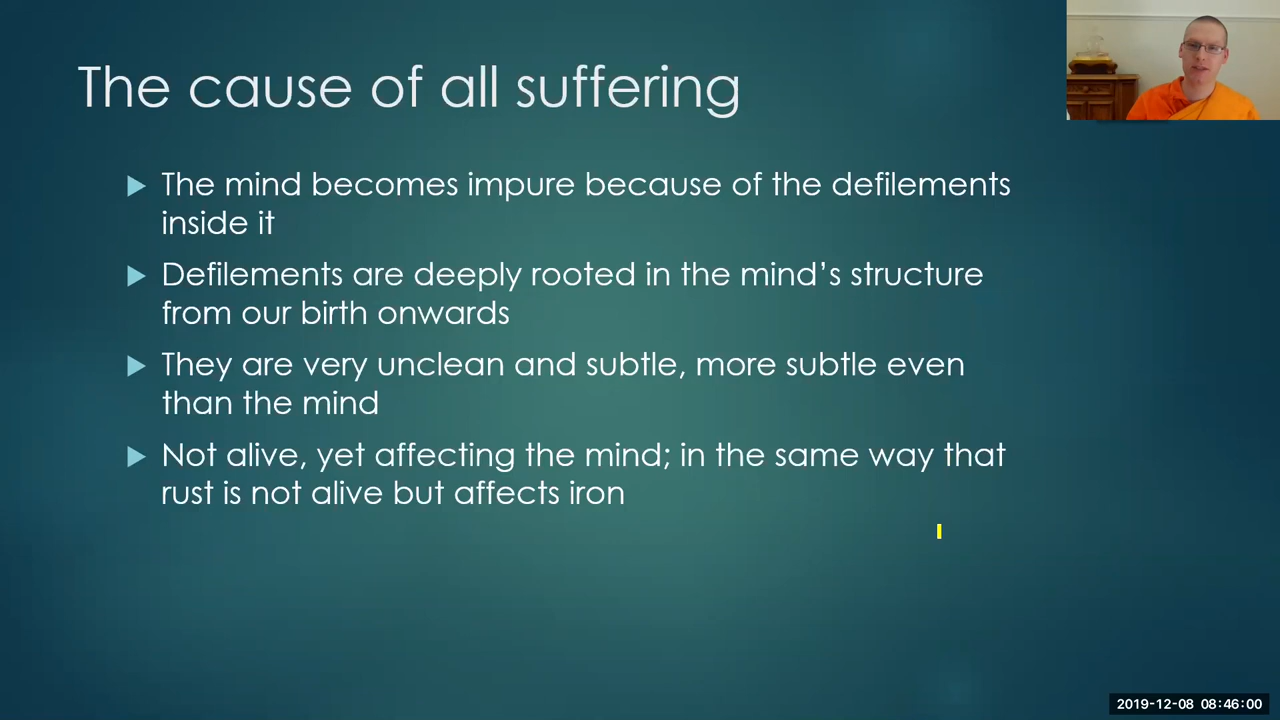 The cause of all suffering
The mind becomes impure because of the defilements
inside it
Defilements are deeply rooted in the mind’s structure
from our birth onwards
They are very unclean and subtle, more subtle even
than the mind
Not alive, yet affecting the mind; in the same way that
rust is not alive but affects iron
2019-12-08 08:46:00